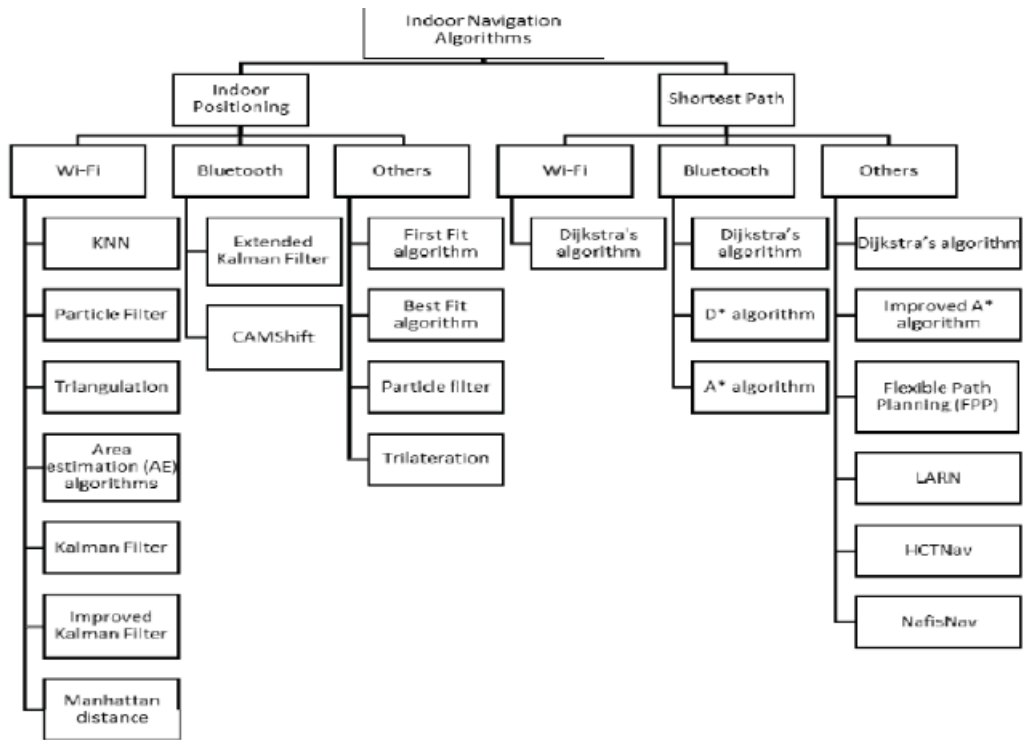 Indoor Navigation
Algorithms
Indoor
Positioning
Shortest Path
Wi-Fi
Bluetooth
Others
Wi-Fi
Bluetooth
Others
KNN
Particle Filter
Triangulation
Area
estimation (AE)
algorithms
Kalman Filter
Improved
Kalman Filter
Manhattan
distance
Extended
Kalman Filter
CAMShift
First Fit
algorithm
Best Fit
algorithm
Particle filter
Trilateration
Dijkstra's
algorithm
Dijkstra's
algorithm
D* algorithm
A* algorithm
Dijkstra's algorithm
Improved A*
algorithm
Flexible Path
Planning (FPP)
LARN
HCTNav
NafisNav